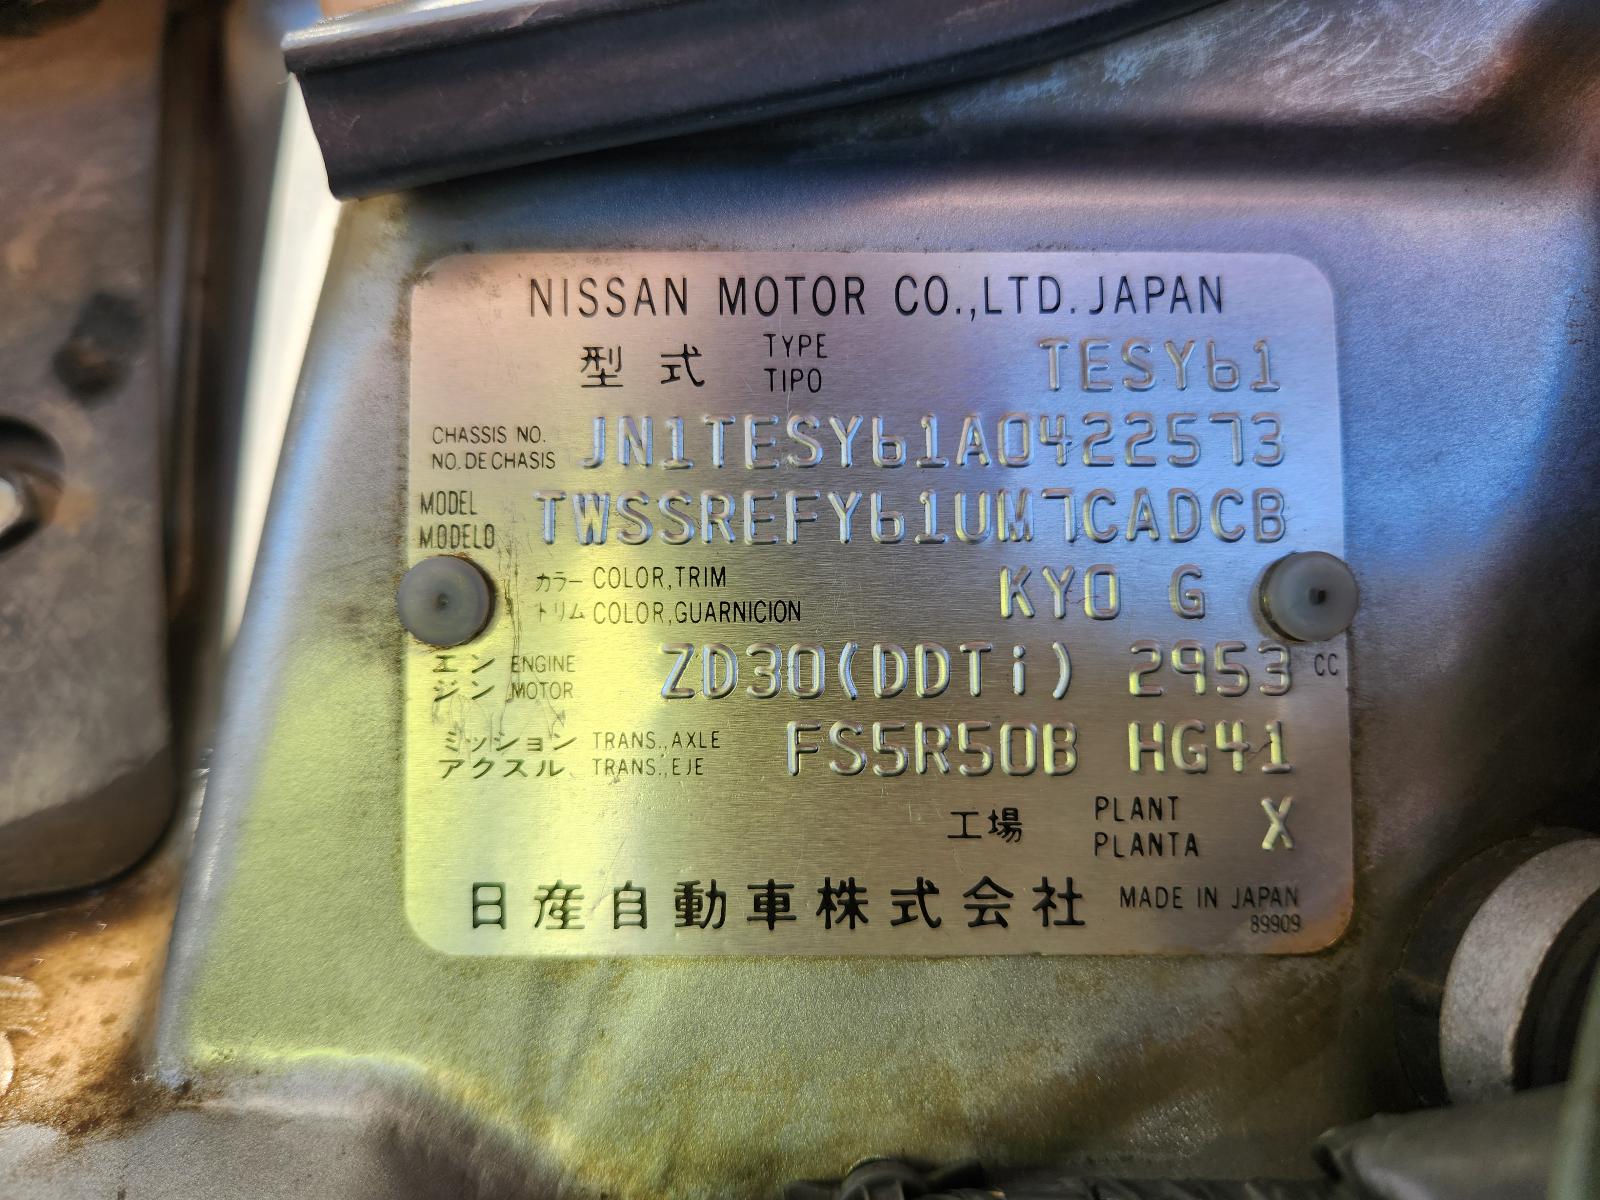 NISSAN MOTOR CO.,LTD. JAPAN
型式 TYPE TIPO TESY61
CHASSIS NO. NO. DE CHASIS JN1TESY61A0422573
MODEL MODELO TWSSREFY61UM7CADCB
カラー COLOR,TRIM KY0 G
トリム COLOR,GUARNICION
エン ENGINE ZD30(DDTi) 2953 CC
ジン MOTOR
ミッション TRANS.,AXLE FS5R50B HG41
アクスル TRANS.,EJE
工場 PLANT PLANTA X
日産自動車株式会社 MADE IN JAPAN
89909